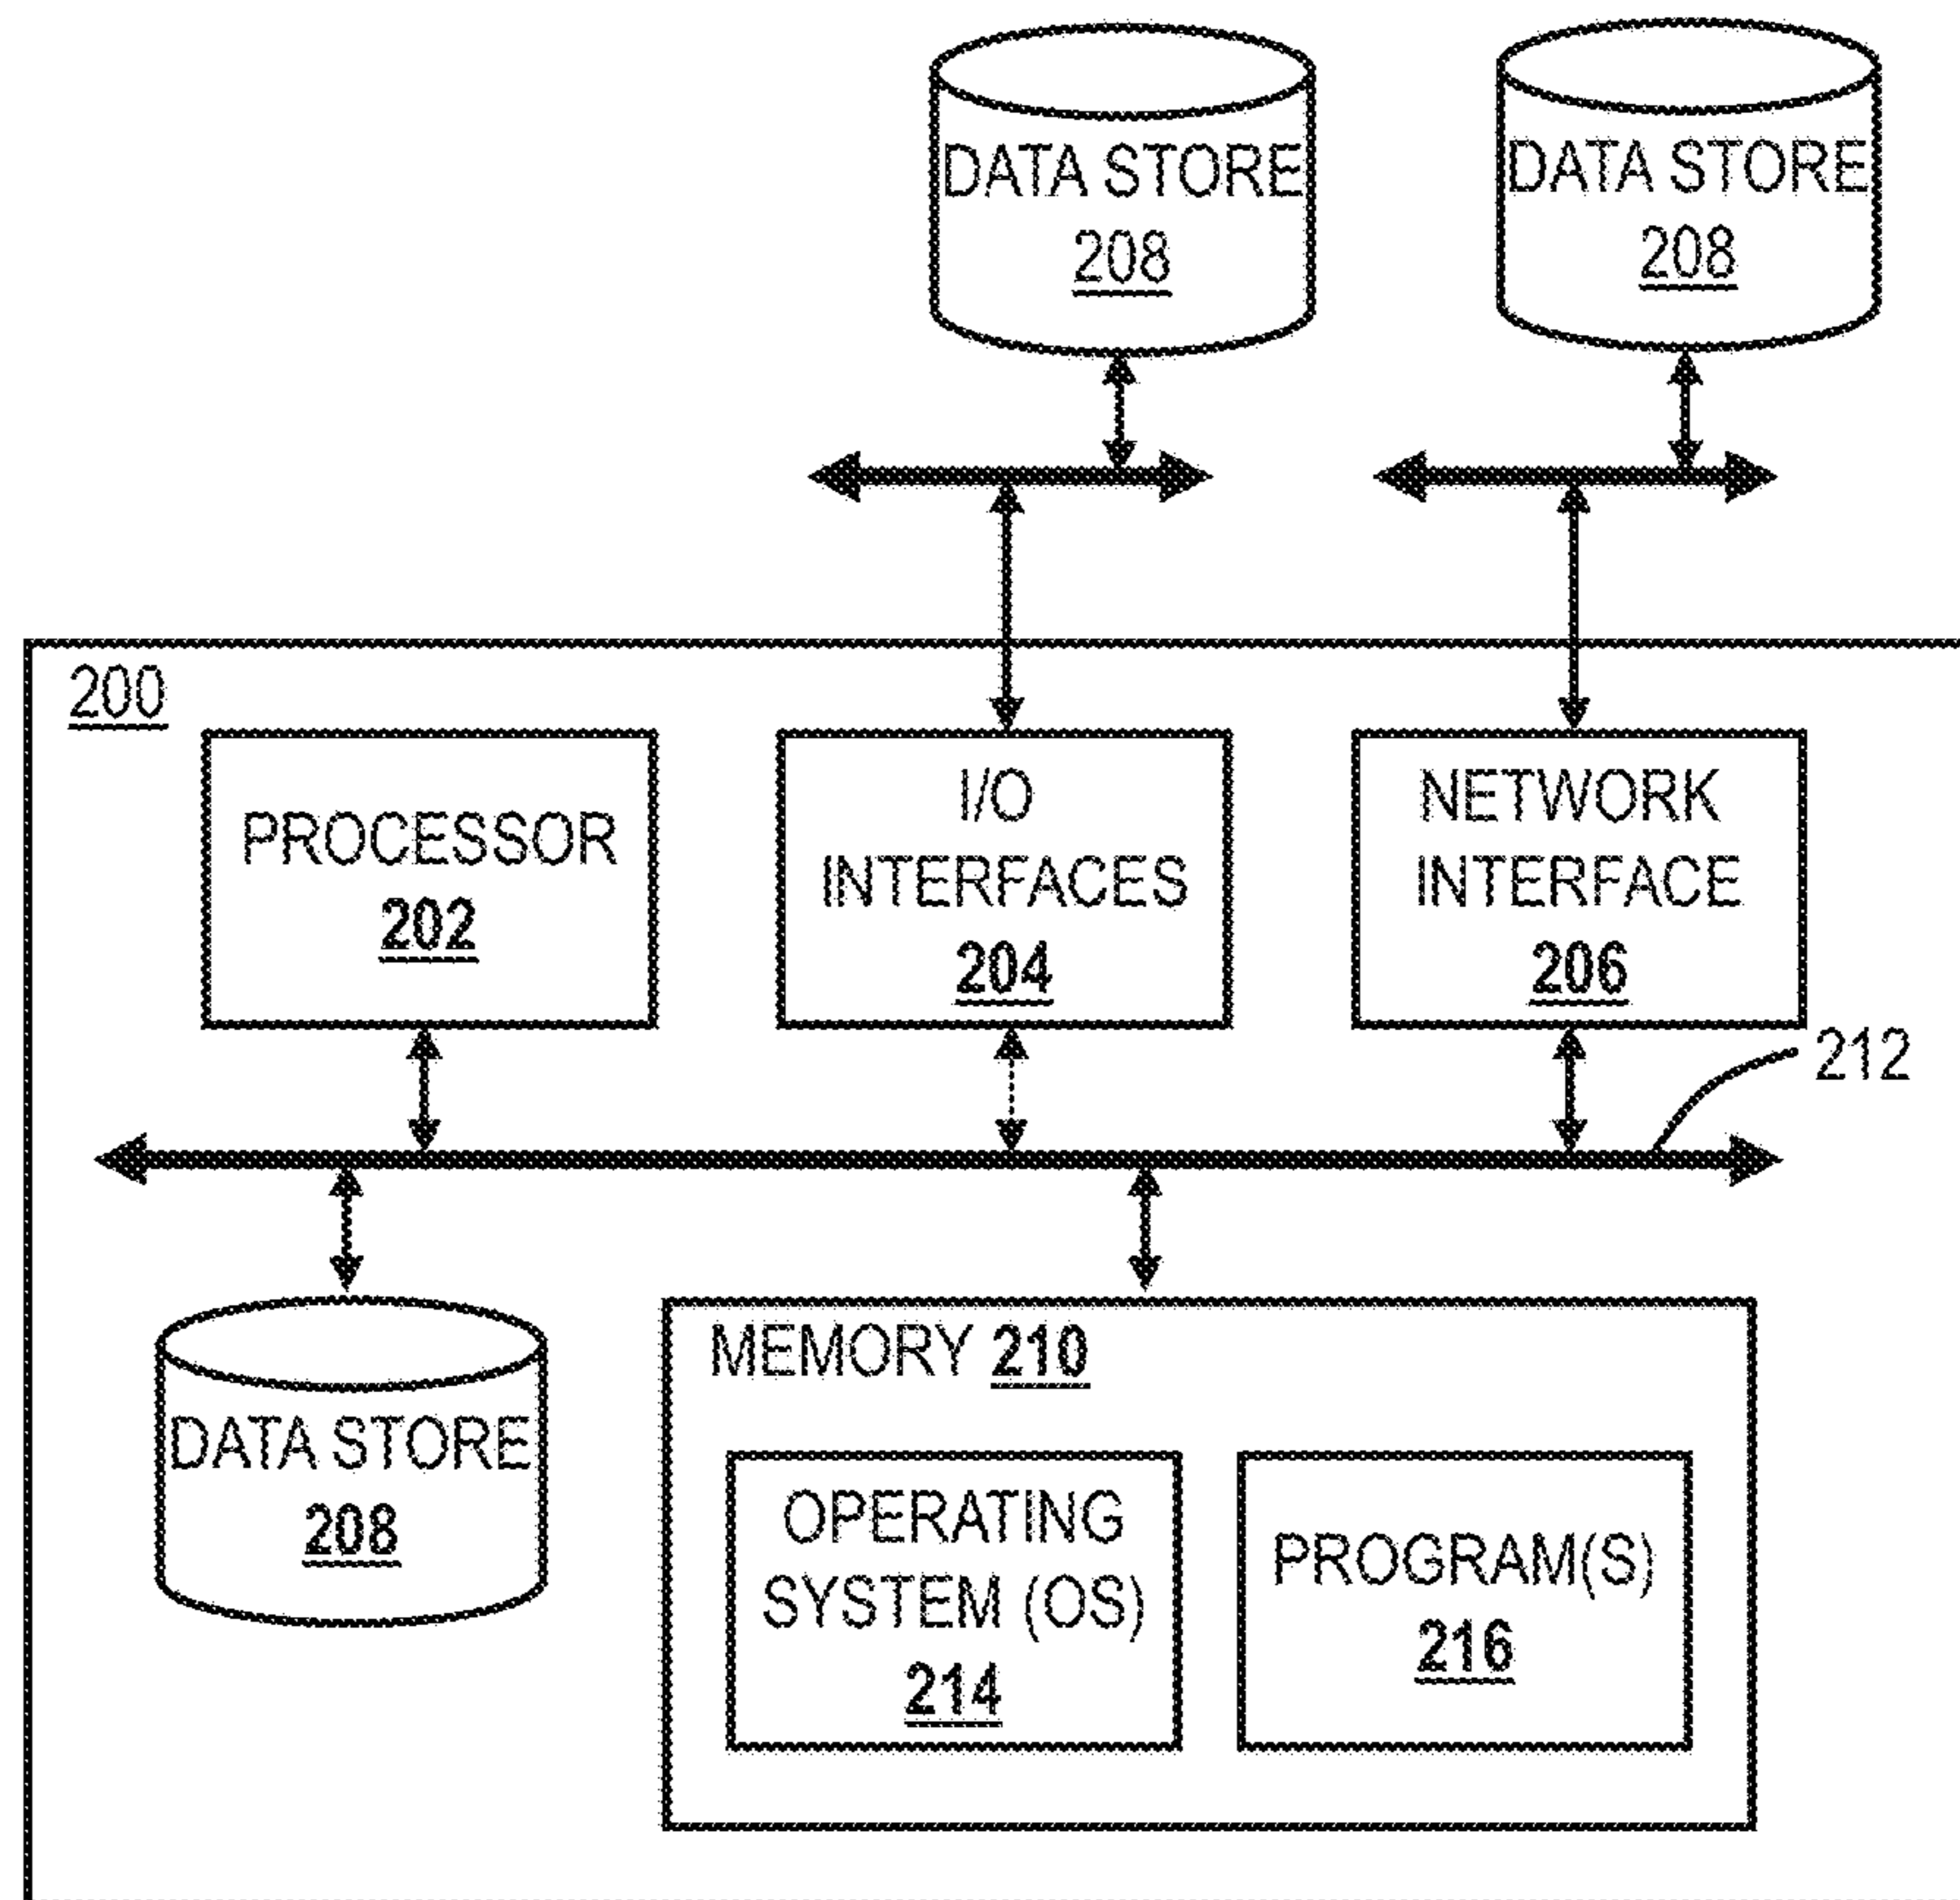 DATA STORE
208
DATA STORE
208
200
PROCESSOR
202
I/O
INTERFACES
204
NETWORK
INTERFACE
206
212
DATA STORE
208
MEMORY 210
OPERATING
SYSTEM (OS)
214
PROGRAM(S)
216